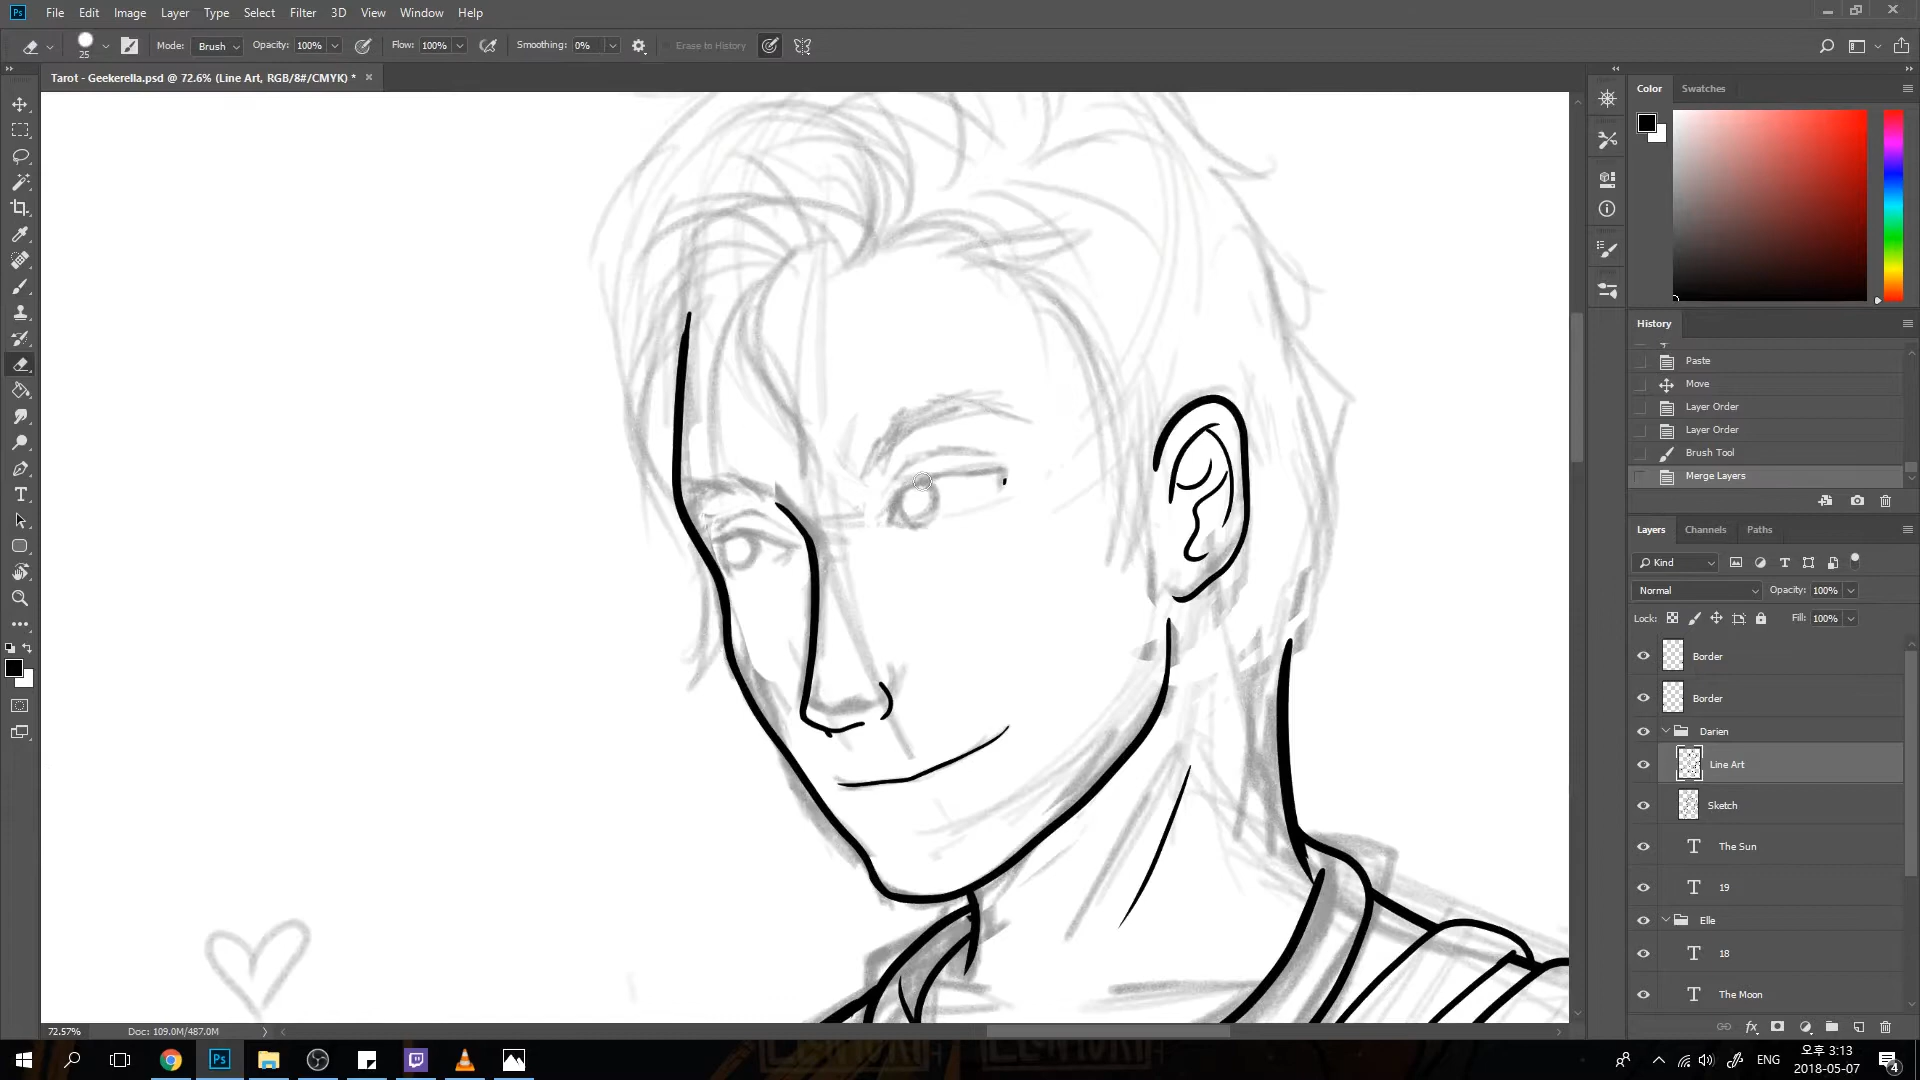 Ps File Edit Image Layer Type Select Filter 3D View Window Help
25 Mode: Brush Opacity: 100% Flow: 100% Smoothing: 0% Erase to History
Tarot - Geekerella.psd @ 72.6% (Line Art, RGB/8#/CMYK) *
Color Swatches
History
Paste
Move
Layer Order
Layer Order
Brush Tool
Merge Layers
Layers Channels Paths
Kind
Normal Opacity: 100%
Lock: Fill: 100%
Border
Border
Darien
Line Art
Sketch
The Sun
19
Elle
18
The Moon
72.57% Doc: 109.0M/487.0M
Ps ENG 오후 3:13
2018-05-07
4